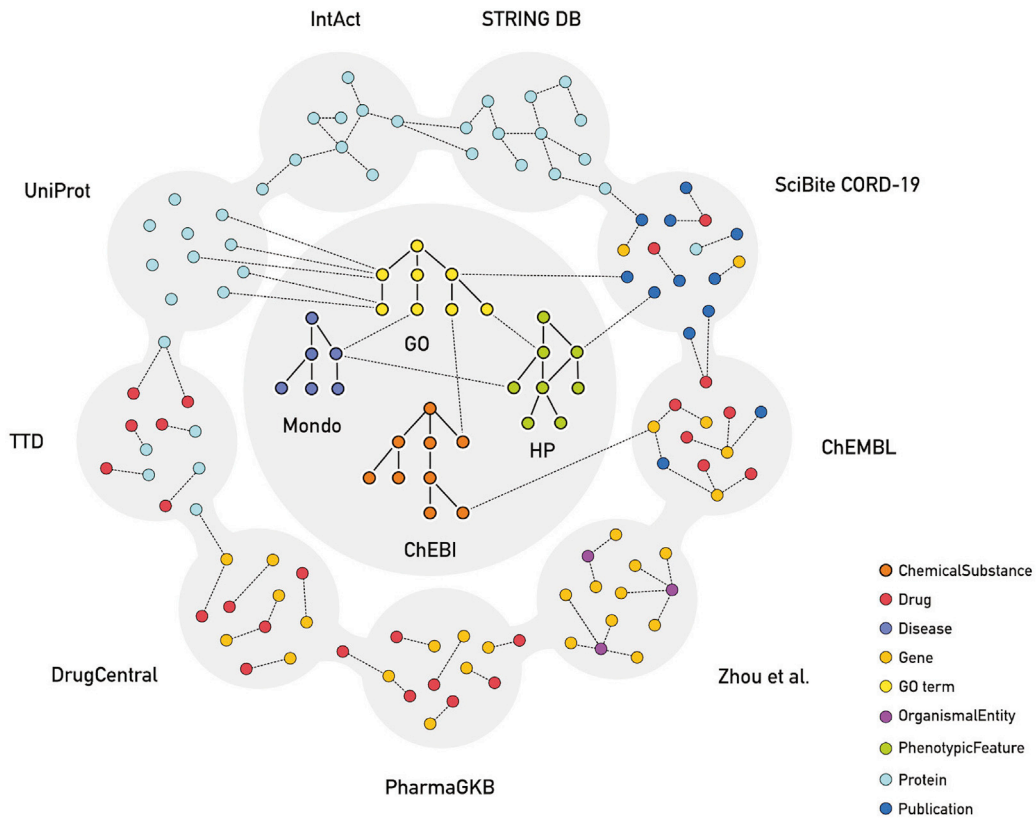 IntAct
STRING DB
UniProt
SciBite CORD-19
GO
Mondo
HP
TTD
ChEMBL
ChEBI
ChemicalSubstance
Drug
Disease
Gene
GO term
OrganismalEntity
PhenotypicFeature
Protein
Publication
DrugCentral
Zhou et al.
PharmaGKB